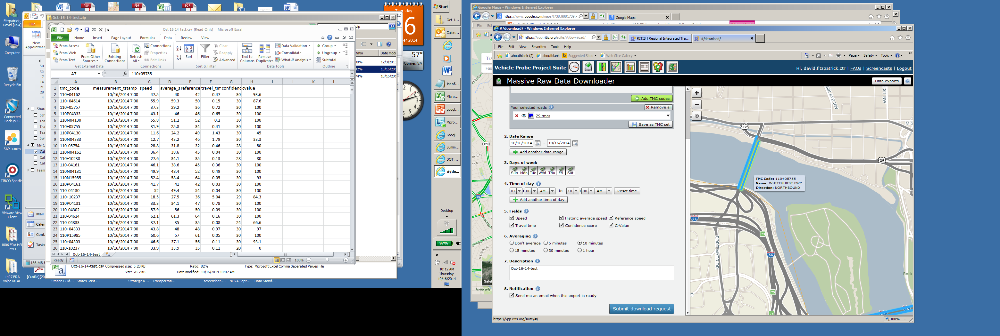 Fitzpatrick,
David [USA]
Computer
Recycle Bin
Connected
BackupPC
SAP Lumira
TIBCO Spotfir
VMware View
Client
1006 FRA HSR
PMO
1407 FRA
Volpe MTAC
File
New
Appointmen
Su
30
7
14
21
28
4
Share
Sch
Tea
Tea
Tea
Sw
My C
Cal
Cal
Cal
Team
Mail
Calen
Conta
Tasks
186 MB
Oct-16-14-test.zip
Oct-16-14-test.csv [Read-Only] - Microsoft Excel
File Home Insert Page Layout Formulas Data Review View
From Access
From Web
From Text
From Other
Sources
Existing
Connections
Get External Data
Refresh
All
Connections
Properties
Edit Links
Connections
Sort
Filter
Clear
Reapply
Advanced
Sort & Filter
Text to
Columns
Remove
Duplicates
Data Validation
Consolidate
What-If Analysis
Data Tools
Group
Ungroup
Subtotal
Outline
A7 fx 110+05755
A B C D E F G H I J K L
1 tmc_code measurement_tstamp speed average_s reference travel_tim confidenc cvalue
2 110+04162 10/16/2014 7:00 47.5 40 42 0.47 30 93.6
3 110+04614 10/16/2014 7:00 55.9 59.3 50 0.15 30 87.6
4 110+05757 10/16/2014 7:00 37.3 29.2 36 0.72 30 100
5 110P04333 10/16/2014 7:00 43.1 46 46 0.65 30 100
6 110N04130 10/16/2014 7:00 55.8 51.2 52 0.2 30 100
7 110+05755 10/16/2014 7:00 31.9 25.8 34 0.41 30 100
8 110P04130 10/16/2014 7:00 11.6 24.2 49 1.43 30 45
9 110N04333 10/16/2014 7:00 12.7 43.2 46 1.79 30 33.3
10 110-05754 10/16/2014 7:00 28.8 31.8 32 0.46 28 80
11 110N04161 10/16/2014 7:00 36.4 38.6 45 0.04 30 100
12 110+10238 10/16/2014 7:00 27.6 34.1 35 0.13 28 80
13 110-04161 10/16/2014 7:00 46.1 38.6 45 0.36 30 100
14 110N04131 10/16/2014 7:00 49.9 48.4 52 0.49 30 100
15 110N15985 10/16/2014 7:00 52.4 58.4 64 0.05 30 93
16 110P04161 10/16/2014 7:00 41.7 41 42 0.03 30 100
17 110-04130 10/16/2014 7:00 52 49.4 54 0.04 30 100
18 110+10237 10/16/2014 7:00 18.5 27.5 36 5.04 29 84.3
19 110P04131 10/16/2014 7:00 33.3 34.1 47 0.78 30 100
20 110-04302 10/16/2014 7:00 57.9 56 50 0.09 30 100
21 110-04614 10/16/2014 7:00 62.1 61.3 64 0.16 30 100
22 110-04333 10/16/2014 7:00 37.1 35 35 0.08 24 66.6
23 110+04333 10/16/2014 7:00 43.8 48 48 0.97 30 97
24 110P15985 10/16/2014 7:00 60.6 57 61 0.05 30 100
25 110+04303 10/16/2014 7:00 46.6 37.1 56 0.11 30 93.1
26 110-10237 10/16/2014 7:00 33.9 33.9 35 0.11 20 0
Oct-16-14-test
Ready 100%
Oct-16-14-test.csv Compressed size: 5.20 KB Ratio: 82% Type: Microsoft Excel Comma Separated Values File
Size: 28.2 KB Date modified: 10/16/2014 10:07 AM
Station Guid... States Joint ... Strategic R... Transportati... screenshot.... NOVA Sept... Data Stand...
[CustId][20
zip
Ratio Date modi
38% 12/3/2013
82% 10/16/201
74% 10/16/201
Thursday
6
er 2014
57°
Corner, VA
Start
Oct-1...
Calen...
list of...
Micro...
googl...
Micro...
Googl...
Summ...
DOT ...
#/do...
Desktop
97%
10:12 AM
Thursday
10/16/2014
Google Maps - Windows Internet Explorer
https://www.google.com/maps/@38.8881739,-
Google Maps
#/download/ - Windows Internet Explorer
https://vpp.ritis.org/suite/#/download/
RITIS | Regional Integrated Tra... #/download/
File Edit View Favorites Tools Help
aboutblank (2) aboutblank Suggested Sites Web Slice Gallery
Page Safety Tools
Vehicle Probe Project Suite
Hi, david.fitzpatrick.ctr | FAQs | Screencasts | Logout
Massive Raw Data Downloader
Data exports
Add TMC codes
Your selected roads
Remove all
29 tmcs
Save as TMC set
2. Date Range
10/16/2014 - 10/16/2014
Add another date range
3. Days of week
Sun Mon Tue Wed Thu Fri Sat
4. Time of day
07 : 00 AM -to- 10 : 00 AM Reset time
Add another time of day
5. Fields
Speed Historic average speed Reference speed
Travel time Confidence score C-Value
6. Averaging
Don't average 5 minutes 10 minutes
15 minutes 30 minutes 1 hour
7. Description
Oct-16-14-test
8. Notification
Send me an email when this export is ready
Submit download request
https://vpp.ritis.org/suite/#/
100%
TMC Code: 110+05755
Name: WHITEHURST FWY
Direction: NORTHBOUND
SIN AVE NW
H ST NW
M S
29
29
66
73
66
75
75
66
FORT MYER DR
Rock
120
66
N Edison St
Glencarlyn